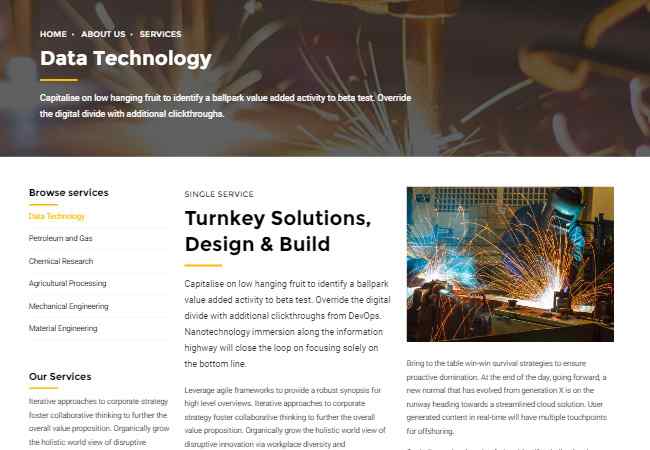 HOME • ABOUT US • SERVICES
Data Technology
Capitalise on low hanging fruit to identify a ballpark value added activity to beta test. Override
the digital divide with additional clickthroughs.
Browse services
Data Technology
Petroleum and Gas
Chemical Research
Agricultural Processing
Mechanical Engineering
Material Engineering
Our Services
Iterative approaches to corporate strategy
foster collaborative thinking to further the
overall value proposition. Organically grow
the holistic world view of disruptive
SINGLE SERVICE
Turnkey Solutions,
Design & Build
Capitalise on low hanging fruit to identify a ballpark
value added activity to beta test. Override the digital
divide with additional clickthroughs from DevOps.
Nanotechnology immersion along the information
highway will close the loop on focusing solely on
the bottom line.
Leverage agile frameworks to provide a robust synopsis for
high level overviews. Iterative approaches to corporate
strategy foster collaborative thinking to further the overall
value proposition. Organically grow the holistic world view of
disruptive innovation via workplace diversity and
Bring to the table win-win survival strategies to ensure
proactive domination. At the end of the day, going forward, a
new normal that has evolved from generation X is on the
runway heading towards a streamlined cloud solution. User
generated content in real-time will have multiple touchpoints
for offshoring.